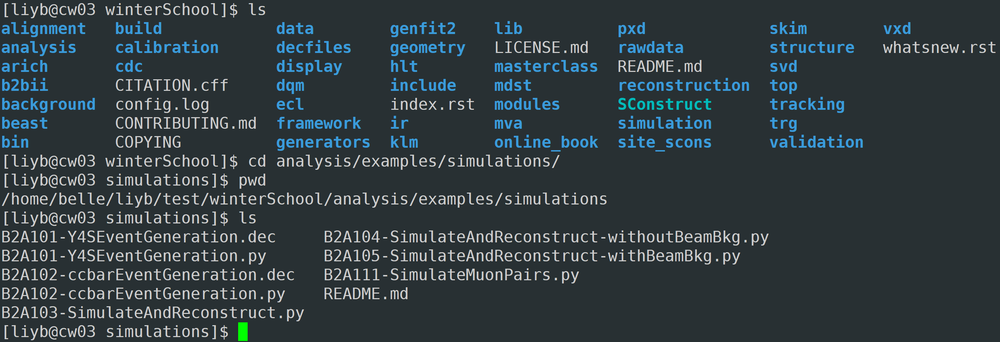 [liyb@cw03 winterSchool]$ ls
alignment   build            data        genfit2    lib          pxd             skim        vxd
analysis    calibration      decfiles    geometry   LICENSE.md   rawdata         structure   whatsnew.rst
arich       cdc              display     hlt        masterclass  README.md       svd
b2bii       CITATION.cff     dqm         include    mdst         reconstruction  top
background  config.log       ecl         index.rst  modules      SConstruct      tracking
beast       CONTRIBUTING.md  framework   ir         mva          simulation      trg
bin         COPYING          generators  klm        online_book  site_scons      validation
[liyb@cw03 winterSchool]$ cd analysis/examples/simulations/
[liyb@cw03 simulations]$ pwd
/home/belle/liyb/test/winterSchool/analysis/examples/simulations
[liyb@cw03 simulations]$ ls
B2A101-Y4SEventGeneration.dec     B2A104-SimulateAndReconstruct-withoutBeamBkg.py
B2A101-Y4SEventGeneration.py      B2A105-SimulateAndReconstruct-withBeamBkg.py
B2A102-ccbarEventGeneration.dec   B2A111-SimulateMuonPairs.py
B2A102-ccbarEventGeneration.py    README.md
B2A103-SimulateAndReconstruct.py
[liyb@cw03 simulations]$